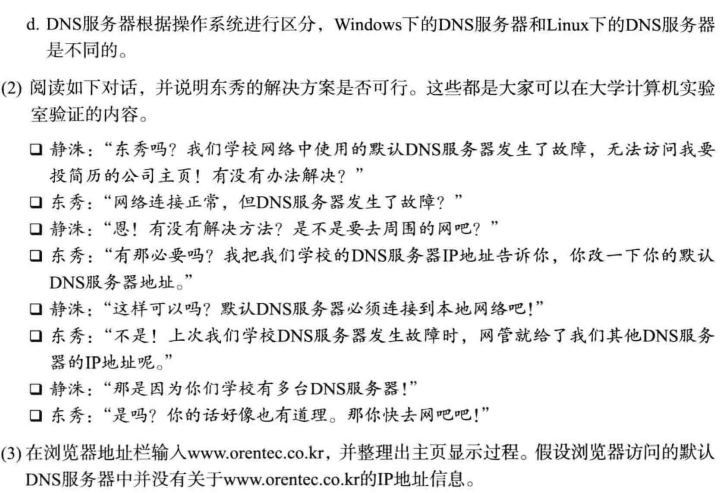 d. DNS服务器根据操作系统进行区分，Windows下的DNS服务器和Linux下的DNS服务器
是不同的。
(2) 阅读如下对话，并说明东秀的解决方案是否可行。这些都是大家可以在大学计算机实验
室验证的内容。
❑ 静洙：“东秀吗？我们学校网络中使用的默认DNS服务器发生了故障，无法访问我要
投简历的公司主页！有没有办法解决？”
❑ 东秀：“网络连接正常，但DNS服务器发生了故障？”
❑ 静洙：“恩！有没有解决方法？是不是要去周围的网吧？”
❑ 东秀：“有那必要吗？我把我们学校的DNS服务器IP地址告诉你，你改一下你的默认
DNS服务器地址。”
❑ 静洙：“这样可以吗？默认DNS服务器必须连接到本地网络吧!”
❑ 东秀：“不是！上次我们学校DNS服务器发生故障时，网管就给了我们其他DNS服务
器的IP地址呢。”
❑ 静洙：“那是因为你们学校有多台DNS服务器!”
❑ 东秀：“是吗？你的话好像也有道理。那你快去网吧吧!”
(3) 在浏览器地址栏输入www.orentec.co.kr，并整理出主页显示过程。假设浏览器访问的默认
DNS服务器中并没有关于www.orentec.co.kr的IP地址信息。